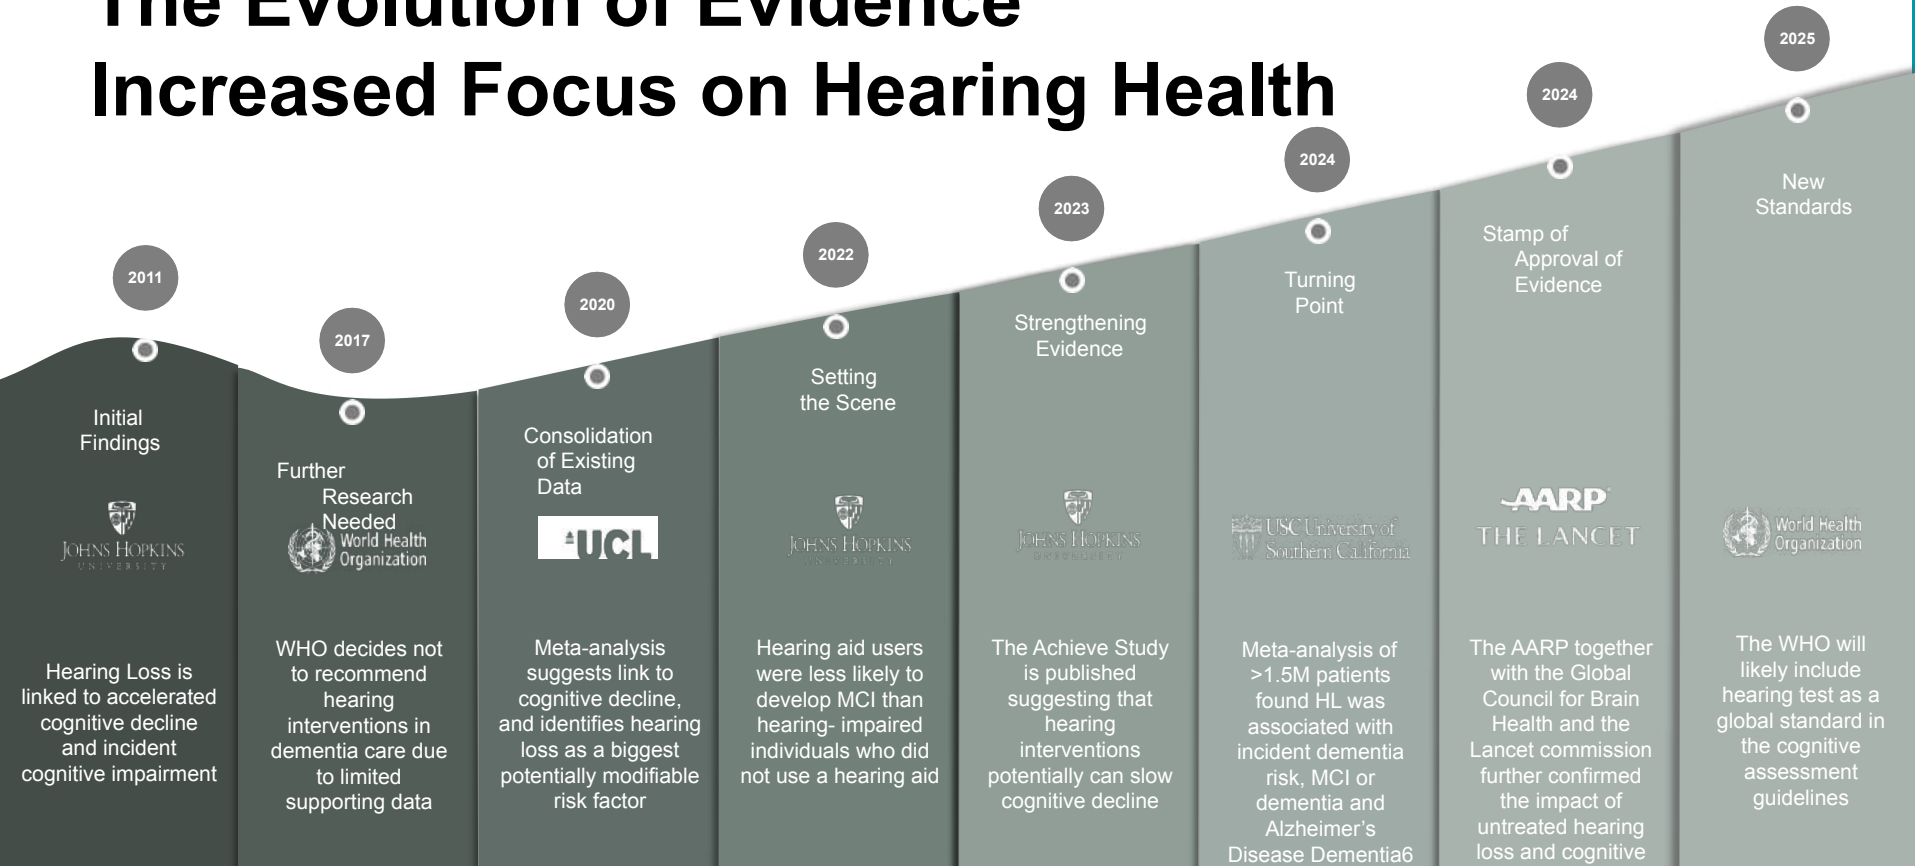 The Evolution of Evidence
Increased Focus on Hearing Health
2011
Initial
Findings
JOHNS HOPKINS
UNIVERSITY
Hearing Loss is
linked to accelerated
cognitive decline
and incident
cognitive impairment
2017
Further
Research
Needed
World Health
Organization
WHO decides not
to recommend
hearing
interventions in
dementia care due
to limited
supporting data
2020
Consolidation
of Existing
Data
UCL
Meta-analysis
suggests link to
cognitive decline,
and identifies hearing
loss as a biggest
potentially modifiable
risk factor
2022
Setting
the Scene
JOHNS HOPKINS
UNIVERSITY
Hearing aid users
were less likely to
develop MCI than
hearing- impaired
individuals who did
not use a hearing aid
2023
Strengthening
Evidence
JOHNS HOPKINS
UNIVERSITY
The Achieve Study
is published
suggesting that
hearing
interventions
potentially can slow
cognitive decline
2024
Turning
Point
USC University of
Southern California
Meta-analysis of
>1.5M patients
found HL was
associated with
incident dementia
risk, MCI or
dementia and
Alzheimer’s
Disease Dementia6
2024
Stamp of
Approval of
Evidence
AARP
THE LANCET
The AARP together
with the Global
Council for Brain
Health and the
Lancet commission
further confirmed
the impact of
untreated hearing
loss and cognitive
2025
New
Standards
World Health
Organization
The WHO will
likely include
hearing test as a
global standard in
the cognitive
assessment
guidelines